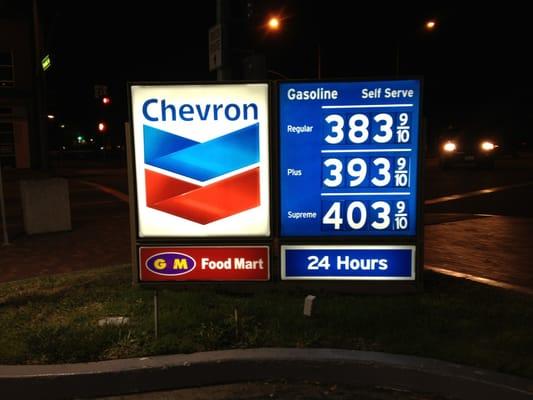 Chevron
GM Food Mart
Gasoline Self Serve
Regular 383 9/10
Plus 393 9/10
Supreme 403 9/10
24 Hours